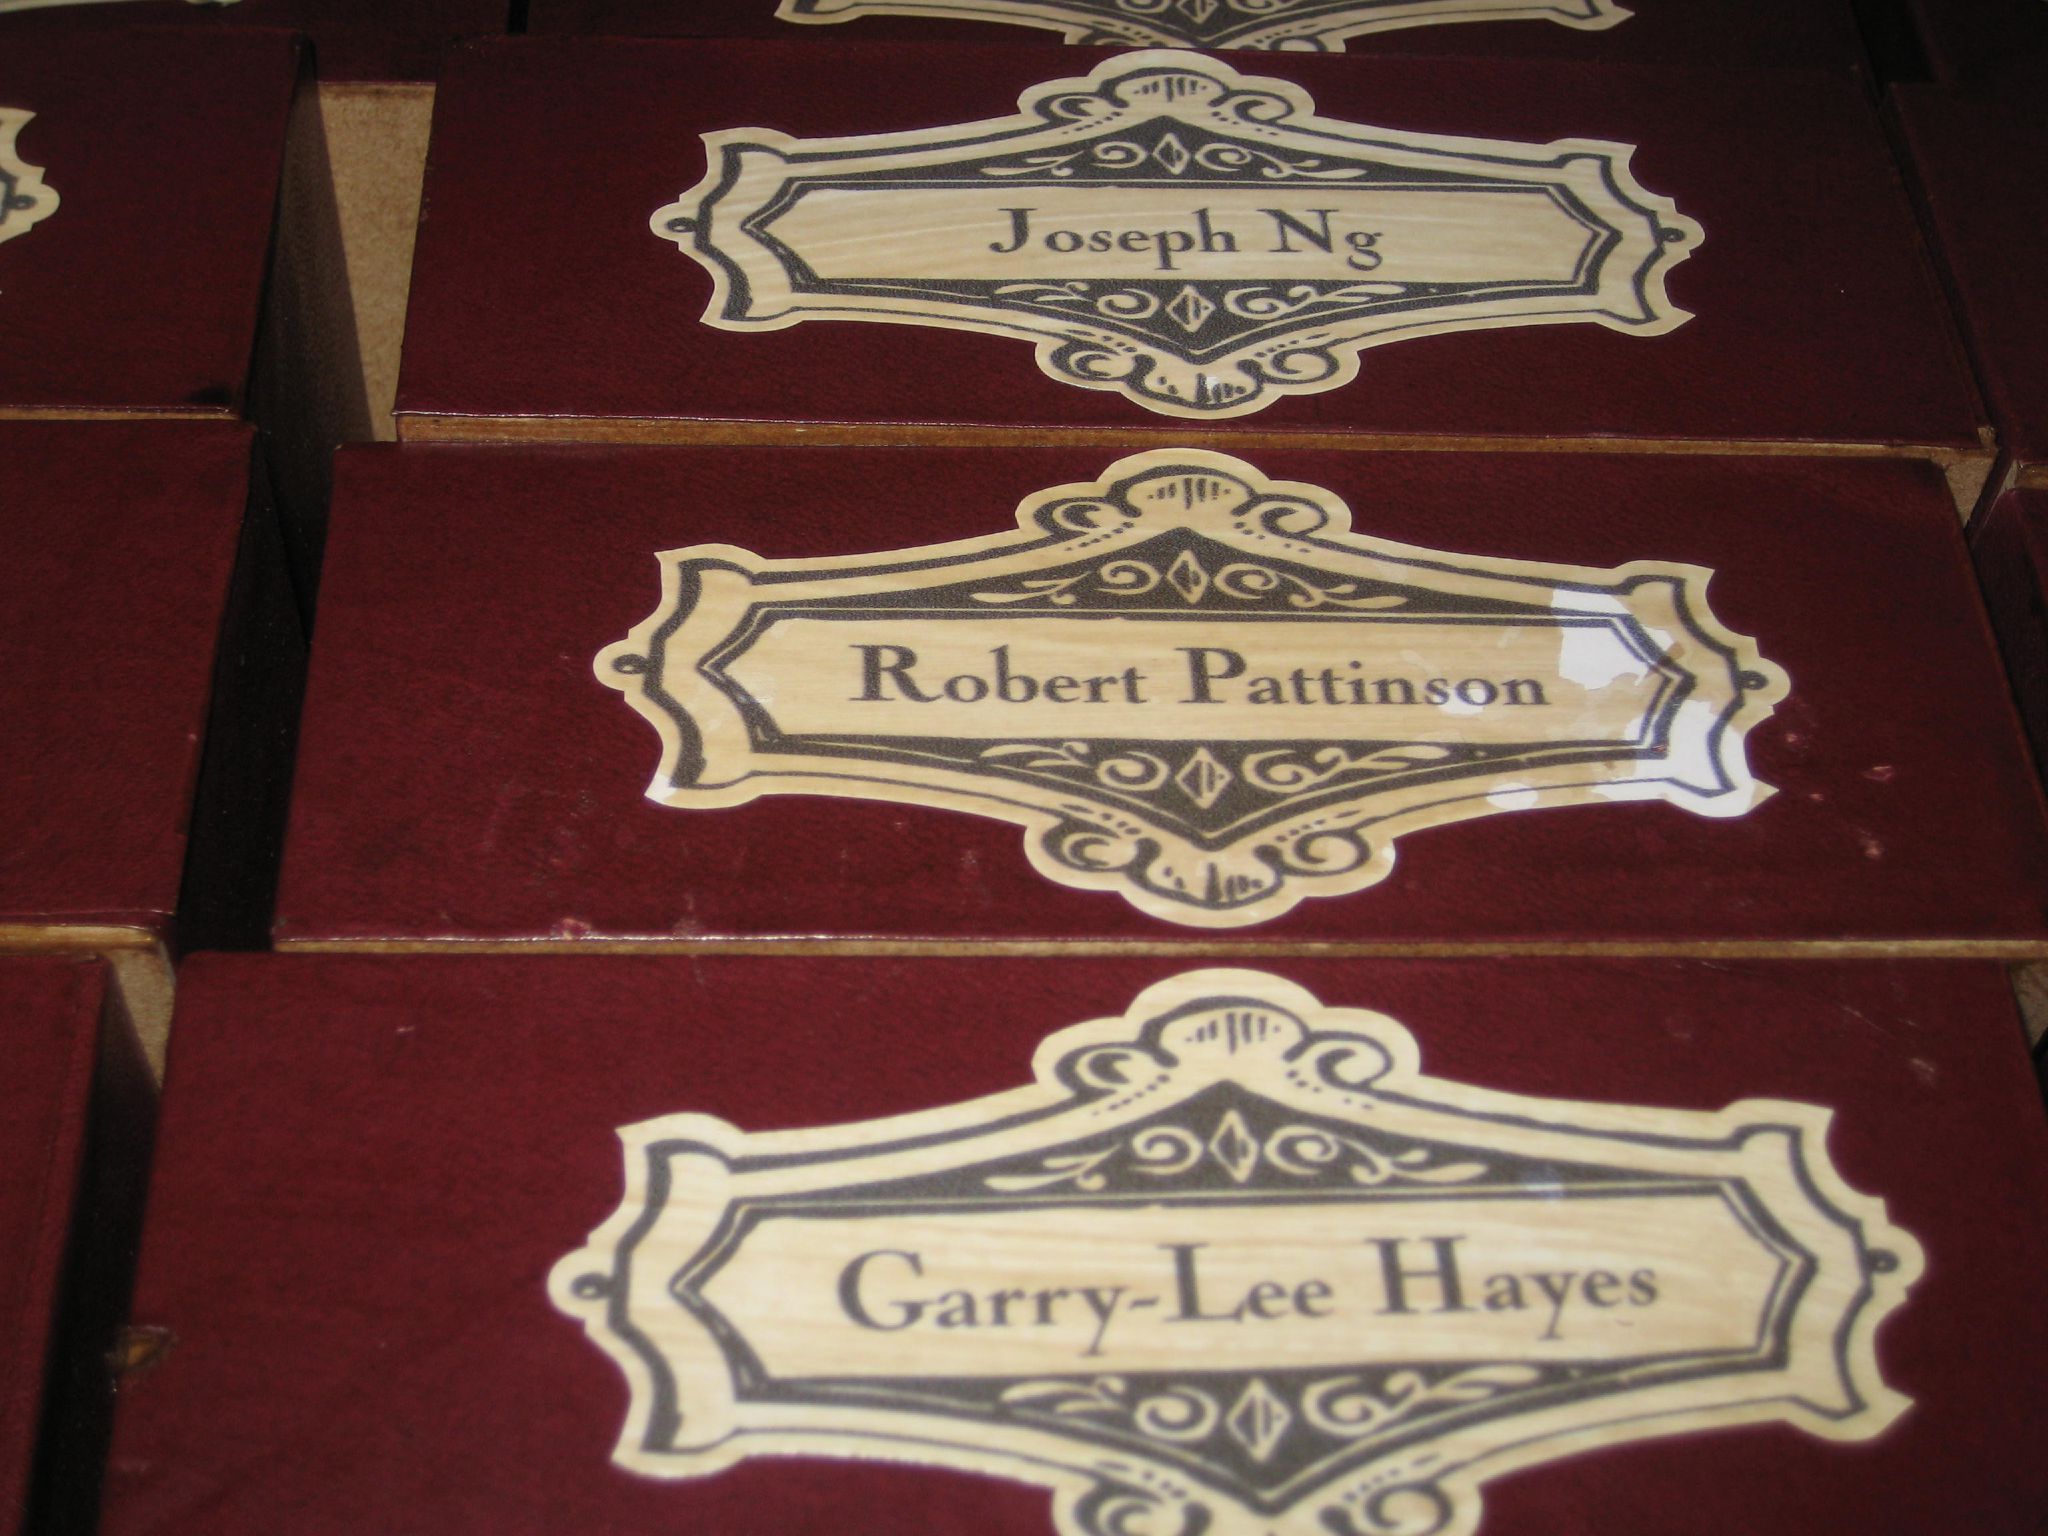 Joseph Ng
Robert Pattinson
Garry-Lee Hayes